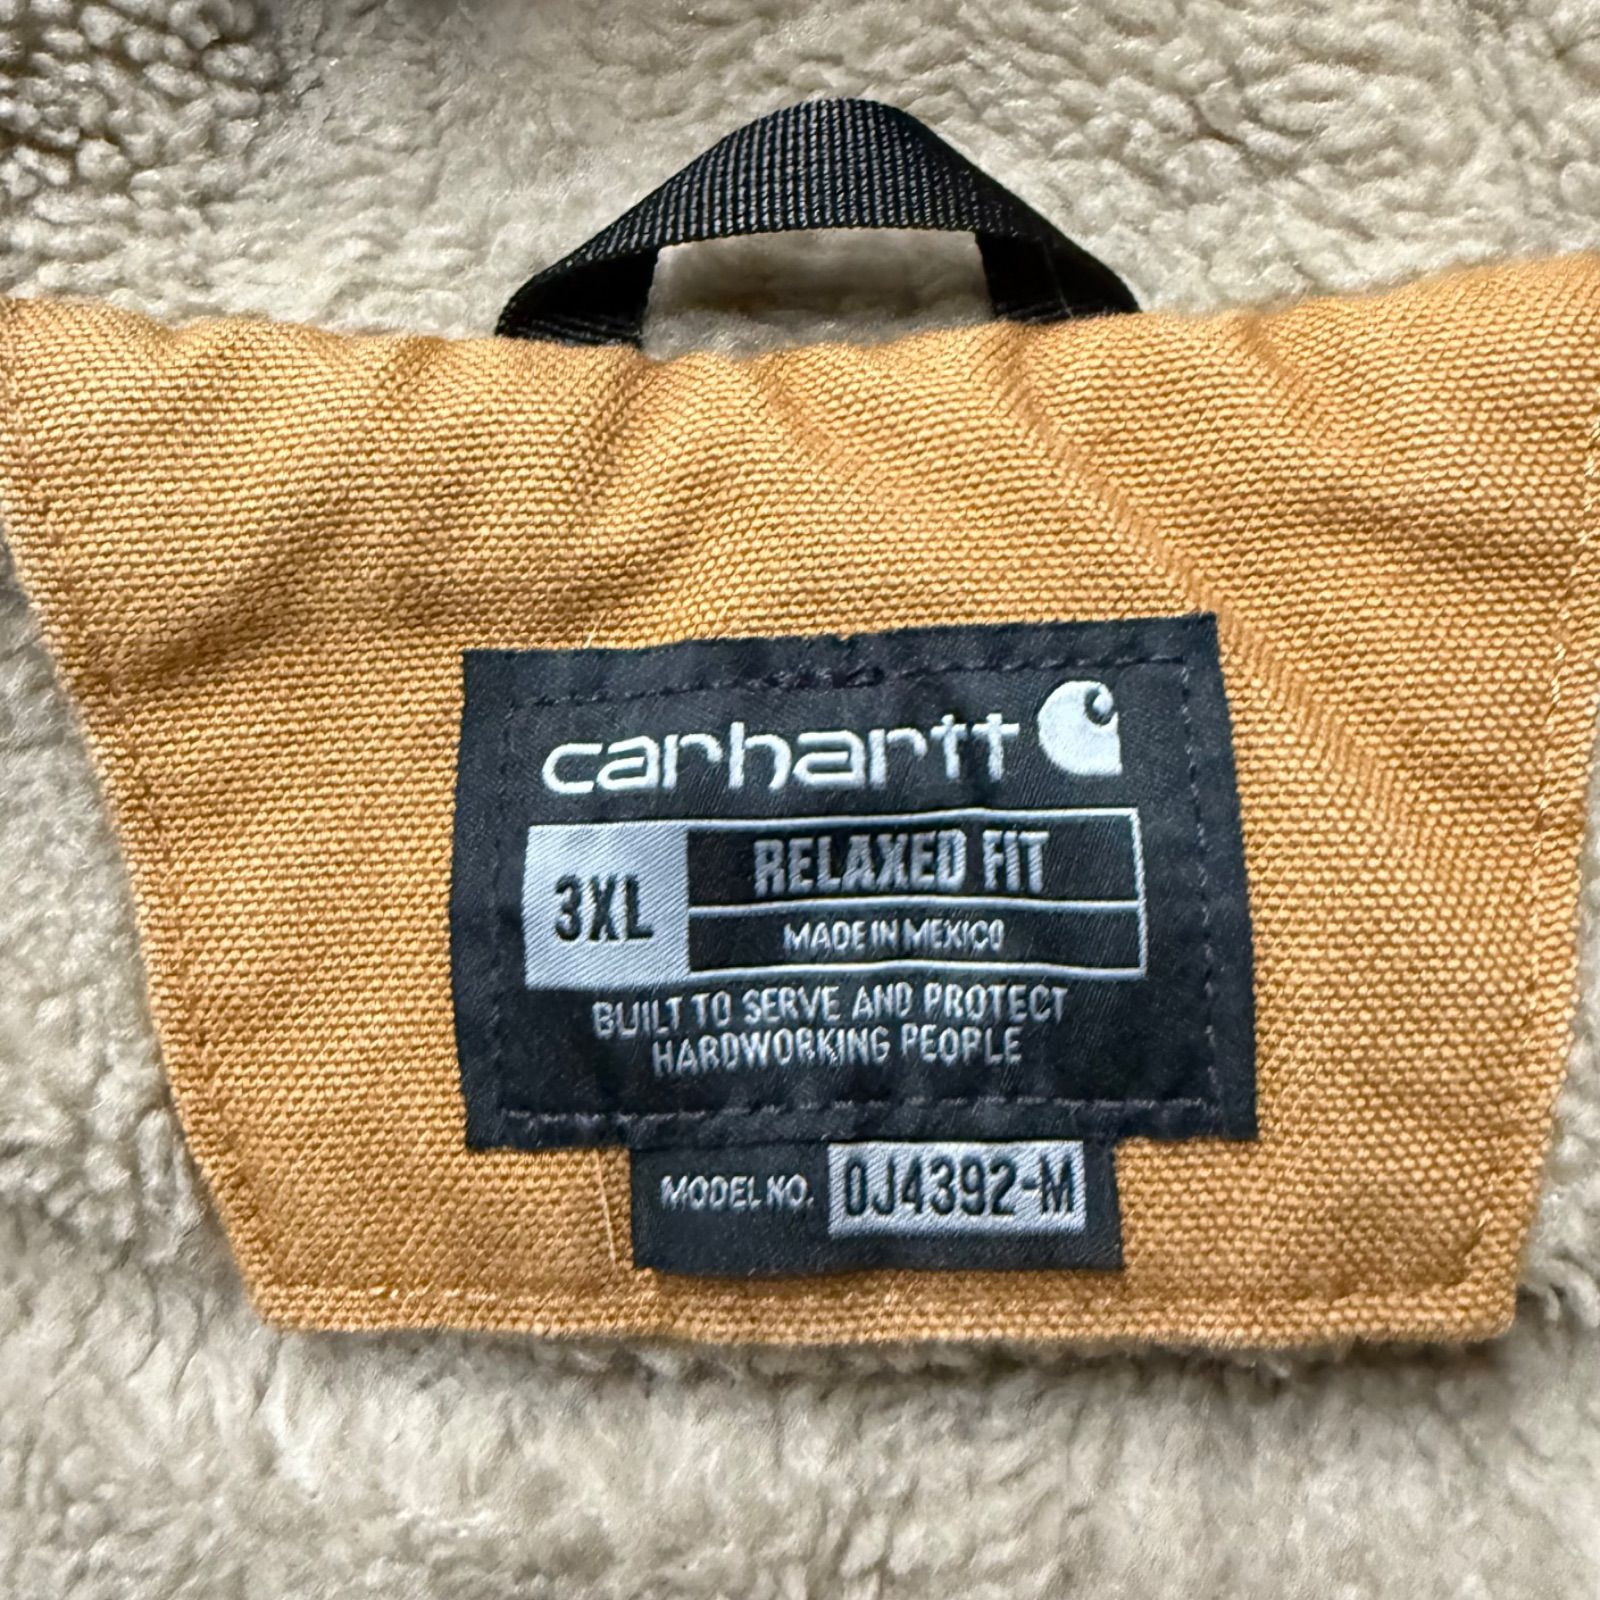 carhartt
3XL
RELAXED FIT
MADE IN MEXICO
BUILT TO SERVE AND PROTECT
HARDWORKING PEOPLE
MODEL NO. 0J4392-M